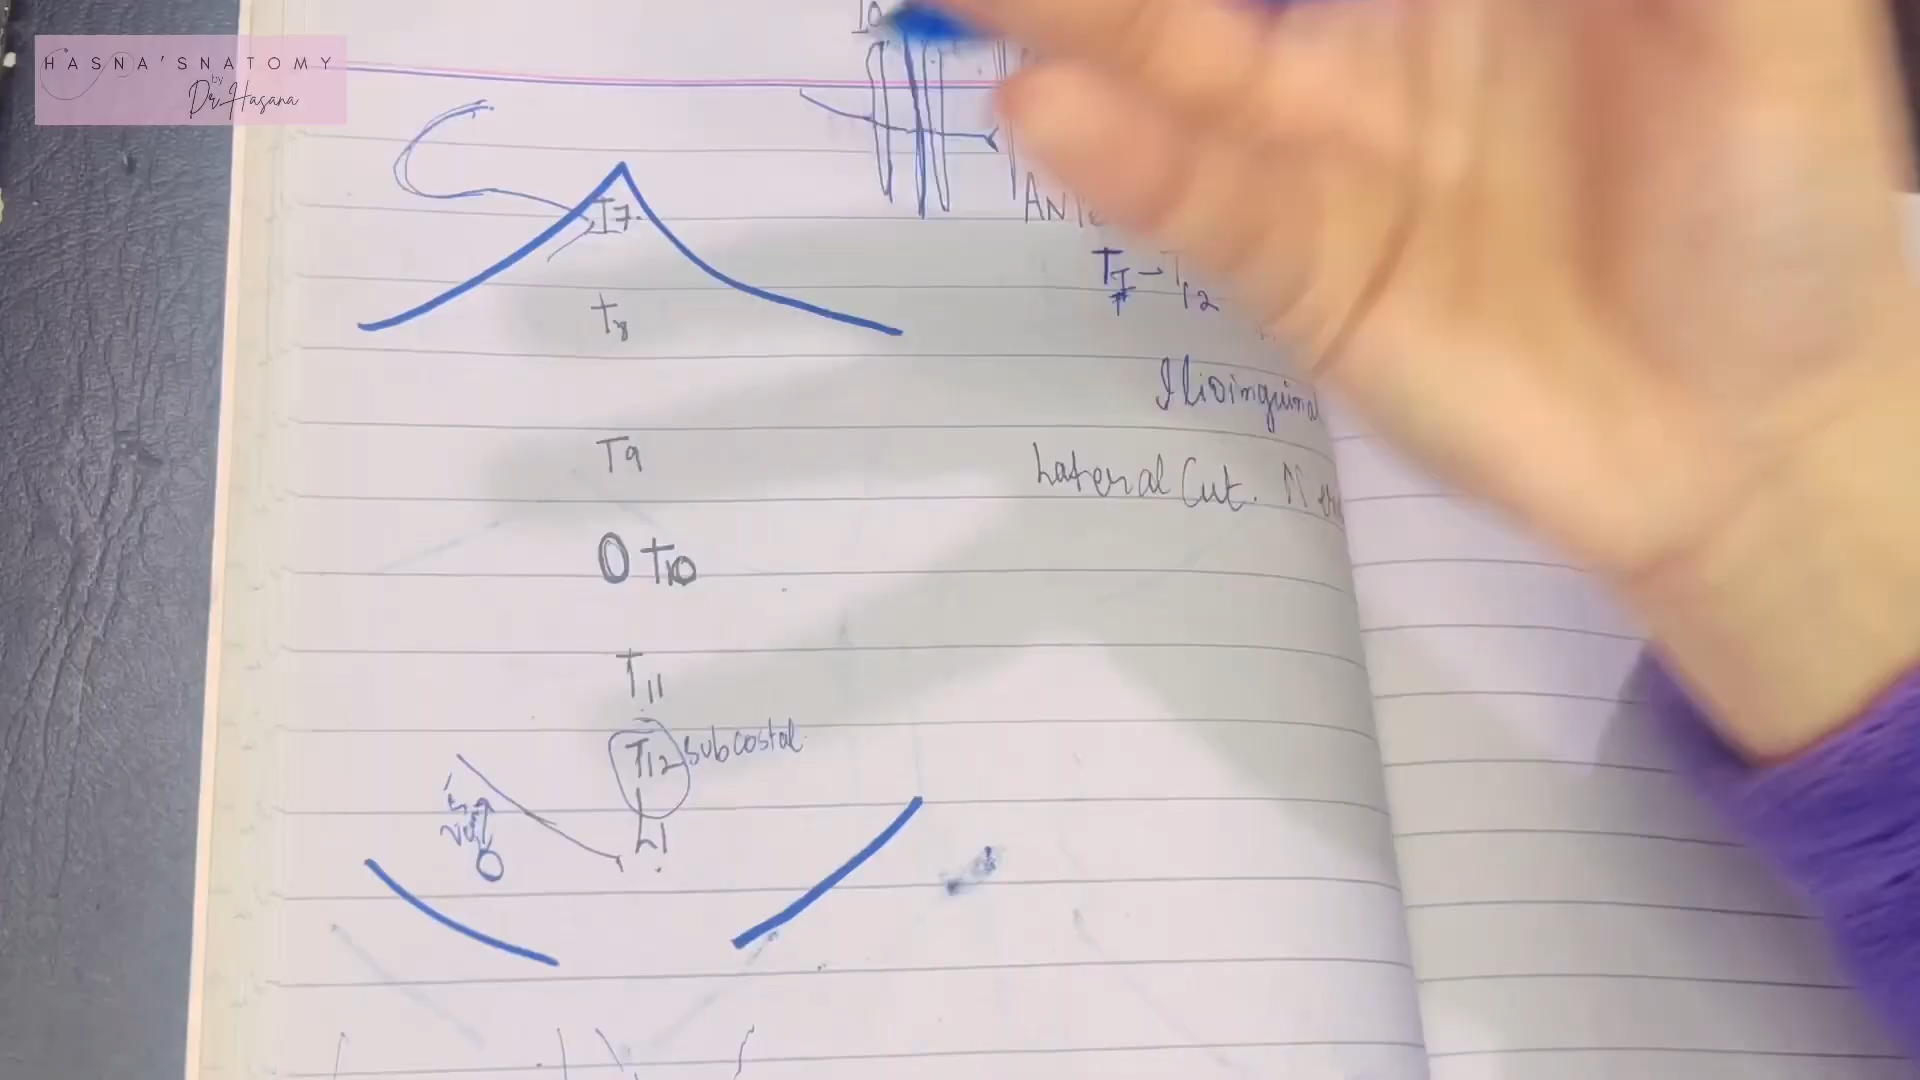 HASNA'SNATOMY
by
Dr.Hasana
T7
T8
T9
T10
T11
T12 subcostal
L1
T7 - T12
Ilioinguinal
Lateral Cut.